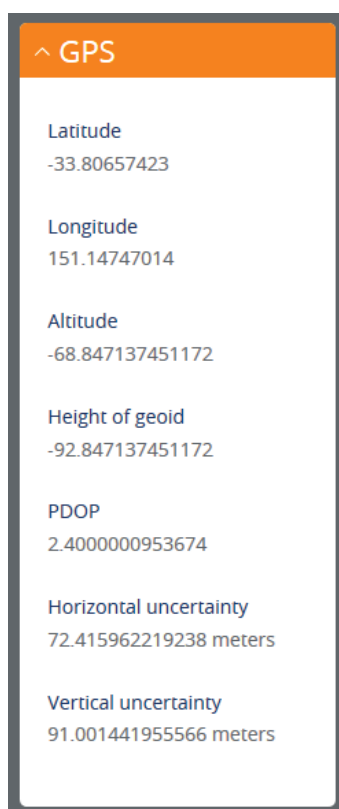 GPS
Latitude
-33.80657423
Longitude
151.14747014
Altitude
-68.847137451172
Height of geoid
-92.847137451172
PDOP
2.4000000953674
Horizontal uncertainty
72.415962219238 meters
Vertical uncertainty
91.001441955566 meters